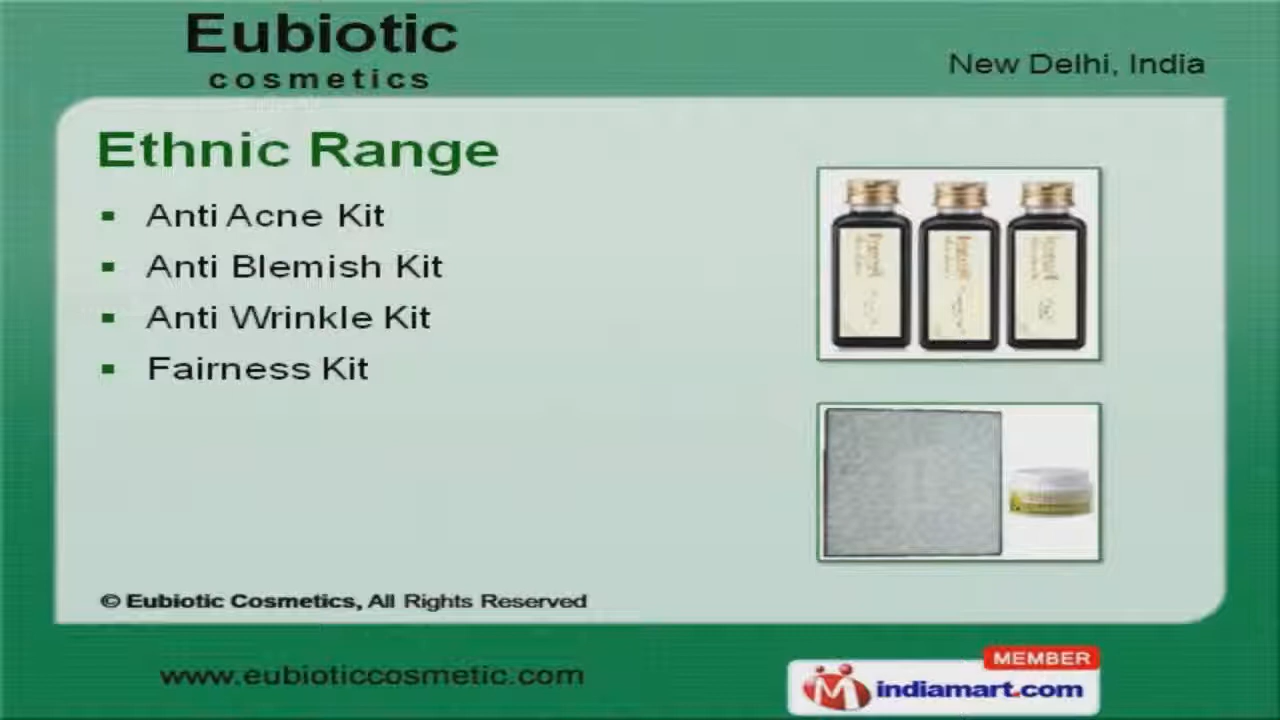 Eubiotic
cosmetics
New Delhi, India
Ethnic Range
Anti Acne Kit
Anti Blemish Kit
Anti Wrinkle Kit
Fairness Kit
© Eubiotic Cosmetics, All Rights Reserved
www.eubioticcosmetic.com
MEMBER
indiamart.com